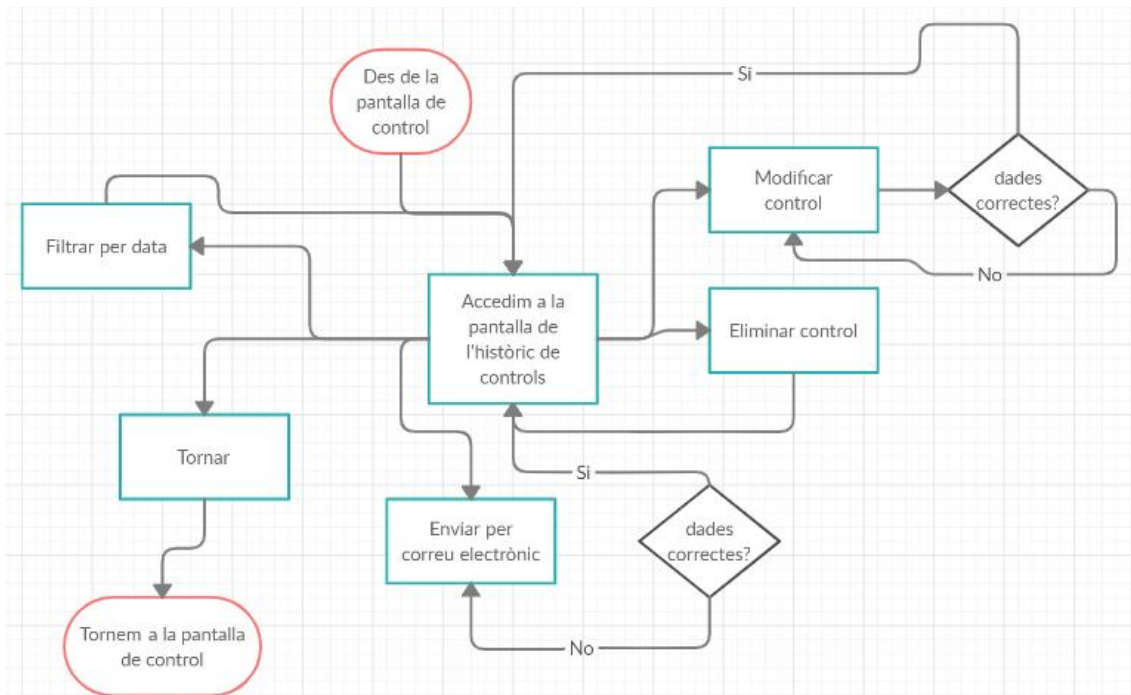 Si
Des de la
pantalla de
control
Modificar
control
dades
correctes?
Filtrar per data
No
Accedim a la
pantalla de
l'històric de
controls
Eliminar control
Tornar
Si
Enviar per
correu electrònic
dades
correctes?
Tornem a la pantalla
de control
No